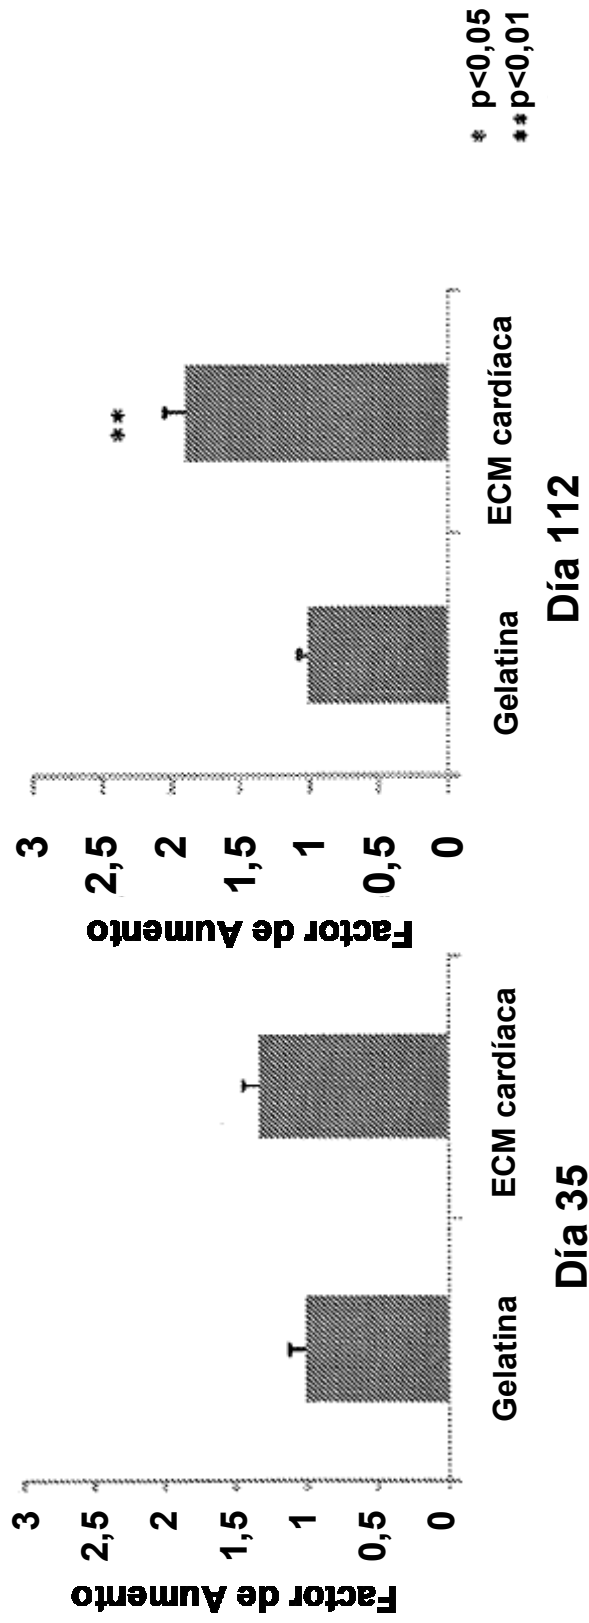 Factor de Aumento
3
2,5
2
1,5
1
0,5
0
Gelatina
ECM cardíaca
Día 35
Factor de Aumento
3
2,5
2
1,5
1
0,5
0
**
Gelatina
ECM cardíaca
Día 112
* p<0,05
**p<0,01